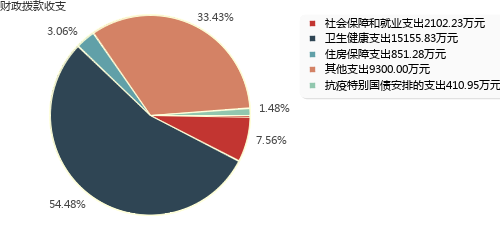 财政拨款收支
33.43%
3.06%
1.48%
7.56%
54.48%
社会保障和就业支出2102.23万元
卫生健康支出15155.83万元
住房保障支出851.28万元
其他支出9300.00万元
抗疫特别国债安排的支出410.95万元